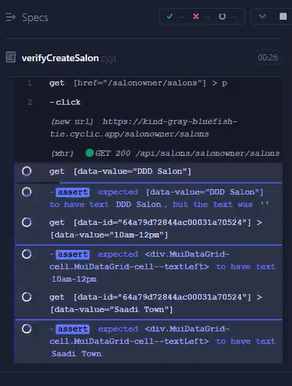 Specs
✓ -- ✗ -- --
verifyCreateSalon.cy.js 00:26
1 get [href="/salonowner/salons"] > p
2 -click
(new url) https://kind-gray-bluefish-
tie.cyclic.app/salonowner/salons
(xhr) GET 200 /api/salons/salonowner/salons
get [data-value="DDD Salon"]
-assert expected [data-value="DDD Salon"]
to have text DDD Salon, but the text was ''
get [data-id="64a79d72844ac00031a70524"] >
[data-value="10am-12pm"]
-assert expected <div.MuiDataGrid-
cell.MuiDataGrid-cell--textLeft> to have text
10am-12pm
get [data-id="64a79d72844ac00031a70524"] >
[data-value="Saadi Town"]
-assert expected <div.MuiDataGrid-
cell.MuiDataGrid-cell--textLeft> to have text
Saadi Town